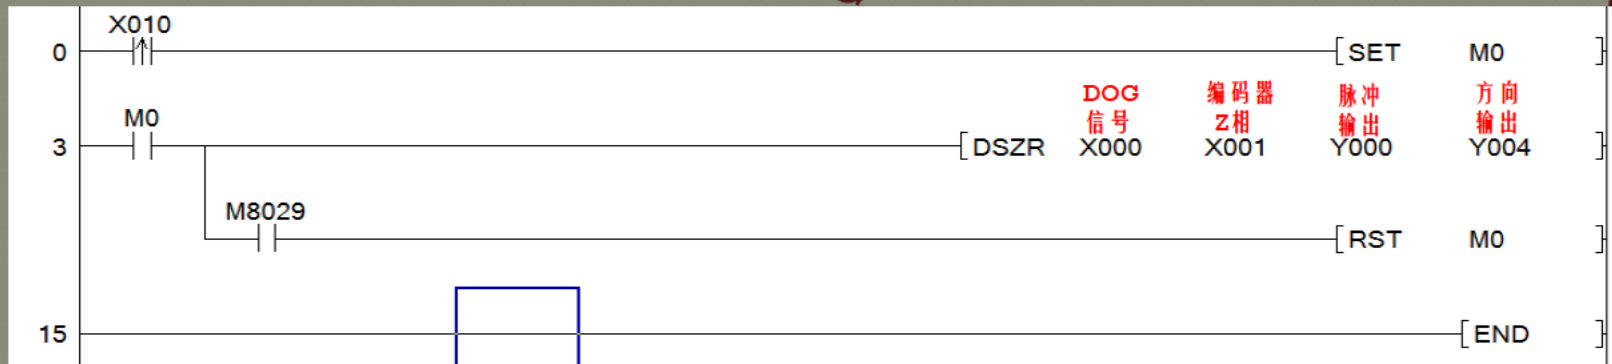 X010
0 SET M0
DOG 编码器 脉冲 方向
M0 信号 Z相 输出 输出
3 DSZR X000 X001 Y000 Y004
M8029
RST M0
15 END